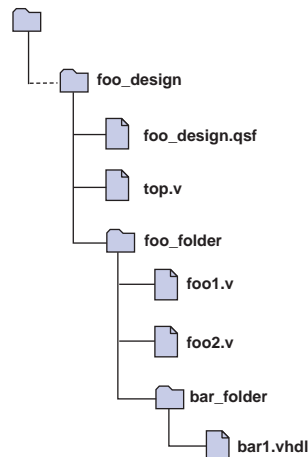 foo_design
foo_design.qsf
top.v
foo_folder
foo1.v
foo2.v
bar_folder
bar1.vhdl